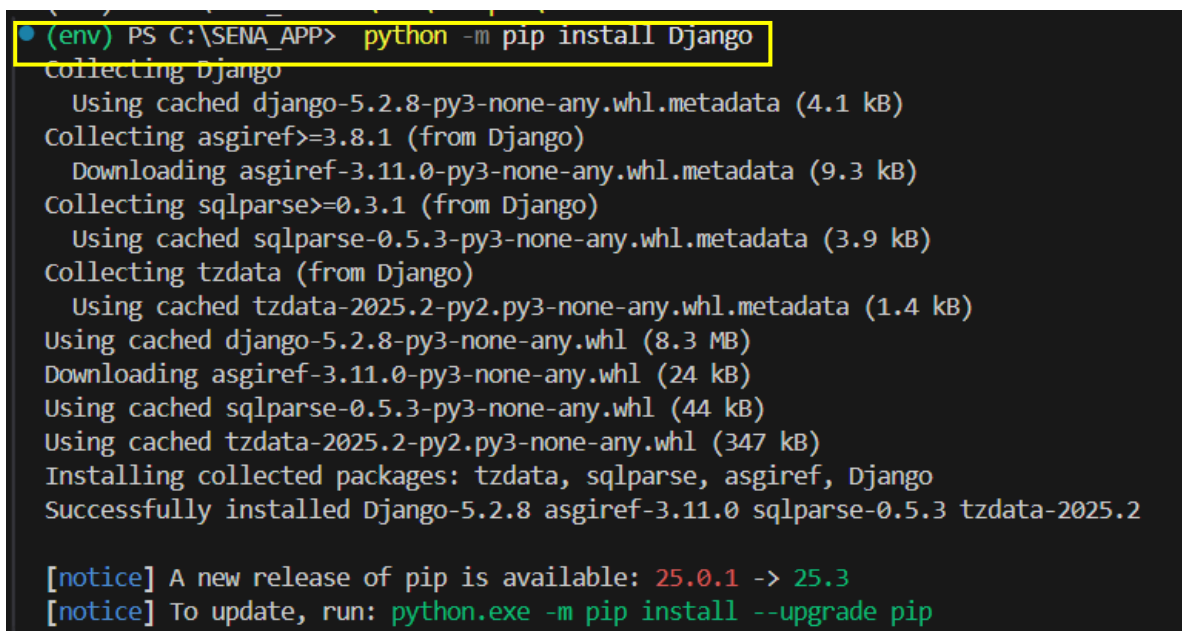 (env) PS C:\SENA_APP> python -m pip install Django
Collecting Django
Using cached django-5.2.8-py3-none-any.whl.metadata (4.1 kB)
Collecting asgiref>=3.8.1 (from Django)
Downloading asgiref-3.11.0-py3-none-any.whl.metadata (9.3 kB)
Collecting sqlparse>=0.3.1 (from Django)
Using cached sqlparse-0.5.3-py3-none-any.whl.metadata (3.9 kB)
Collecting tzdata (from Django)
Using cached tzdata-2025.2-py2.py3-none-any.whl.metadata (1.4 kB)
Using cached django-5.2.8-py3-none-any.whl (8.3 MB)
Downloading asgiref-3.11.0-py3-none-any.whl (24 kB)
Using cached sqlparse-0.5.3-py3-none-any.whl (44 kB)
Using cached tzdata-2025.2-py2.py3-none-any.whl (347 kB)
Installing collected packages: tzdata, sqlparse, asgiref, Django
Successfully installed Django-5.2.8 asgiref-3.11.0 sqlparse-0.5.3 tzdata-2025.2
[notice] A new release of pip is available: 25.0.1 -> 25.3
[notice] To update, run: python.exe -m pip install --upgrade pip